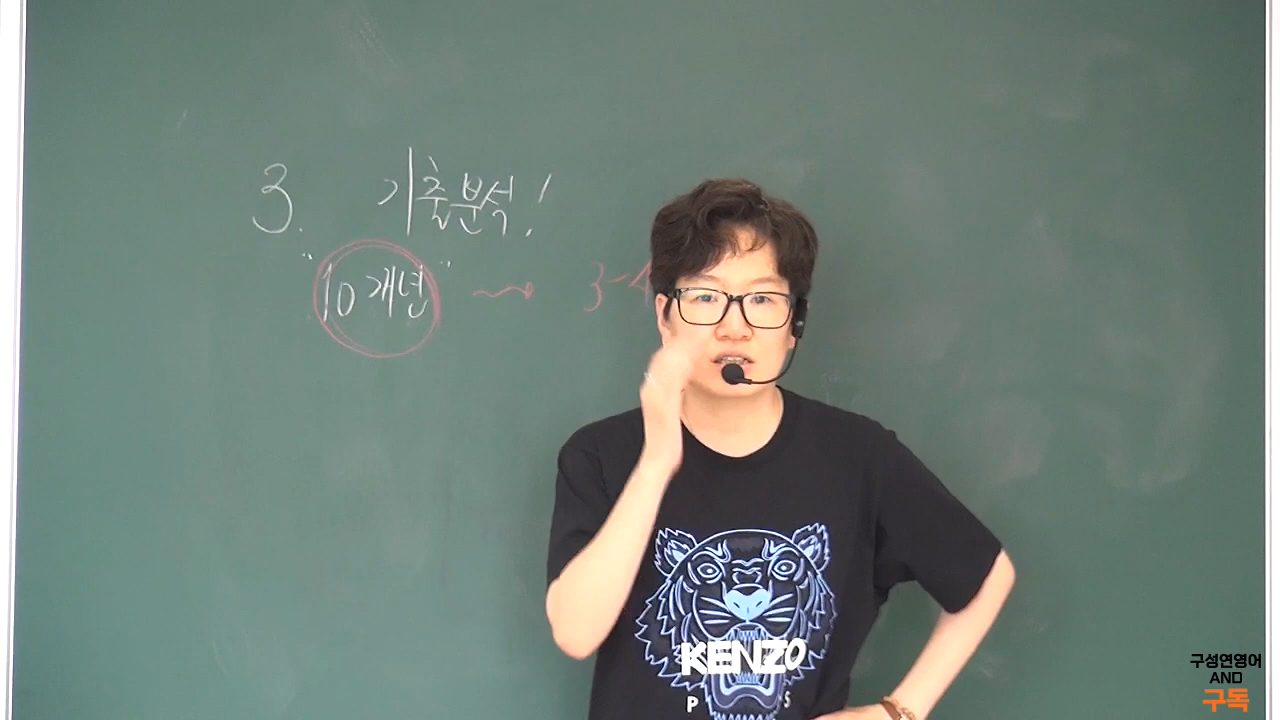 3. 기출분석!
"10개년" → 3-4
KENZO
구성연영어
AND
구독